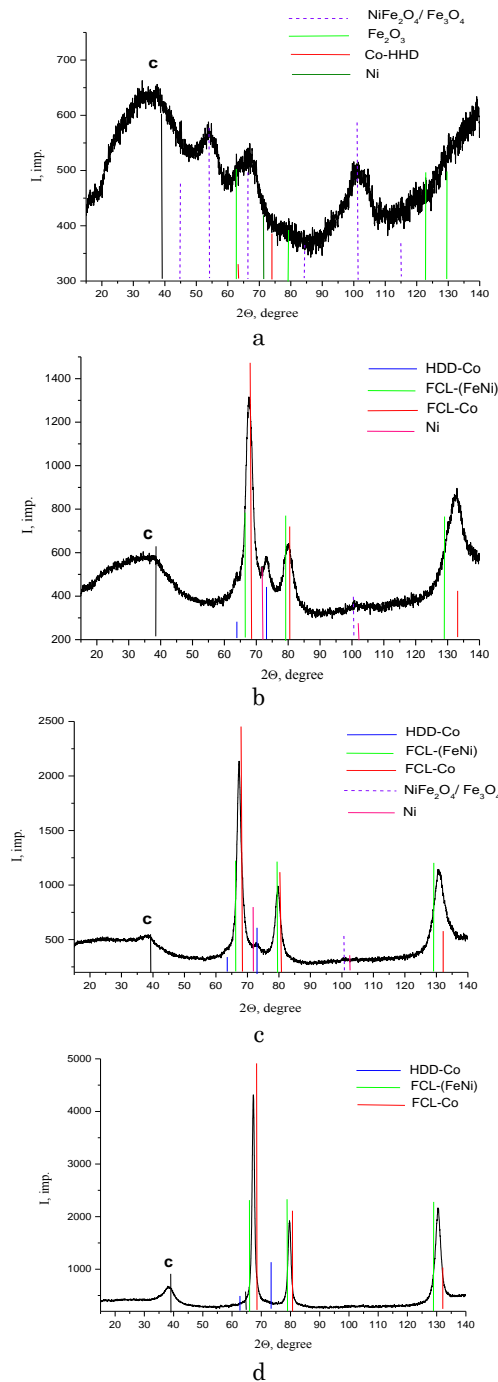 NiFe2O4/ Fe3O4
Fe2O3
Co-HHD
Ni
c
I, imp.
700
600
500
400
300
20 30 40 50 60 70 80 90 100 110 120 130 140
2Θ, degree
a
HDD-Co
FCL-(FeNi)
FCL-Co
Ni
c
I, imp.
1400
1200
1000
800
600
400
200
20 30 40 50 60 70 80 90 100 110 120 130 140
2Θ, degree
b
HDD-Co
FCL-(FeNi)
FCL-Co
NiFe2O4/ Fe3O4
Ni
c
I, imp.
2500
2000
1500
1000
500
20 30 40 50 60 70 80 90 100 110 120 130 140
2Θ, degree
c
HDD-Co
FCL-(FeNi)
FCL-Co
c
I, imp.
5000
4000
3000
2000
1000
20 30 40 50 60 70 80 90 100 110 120 130 140
2Θ, degree
d